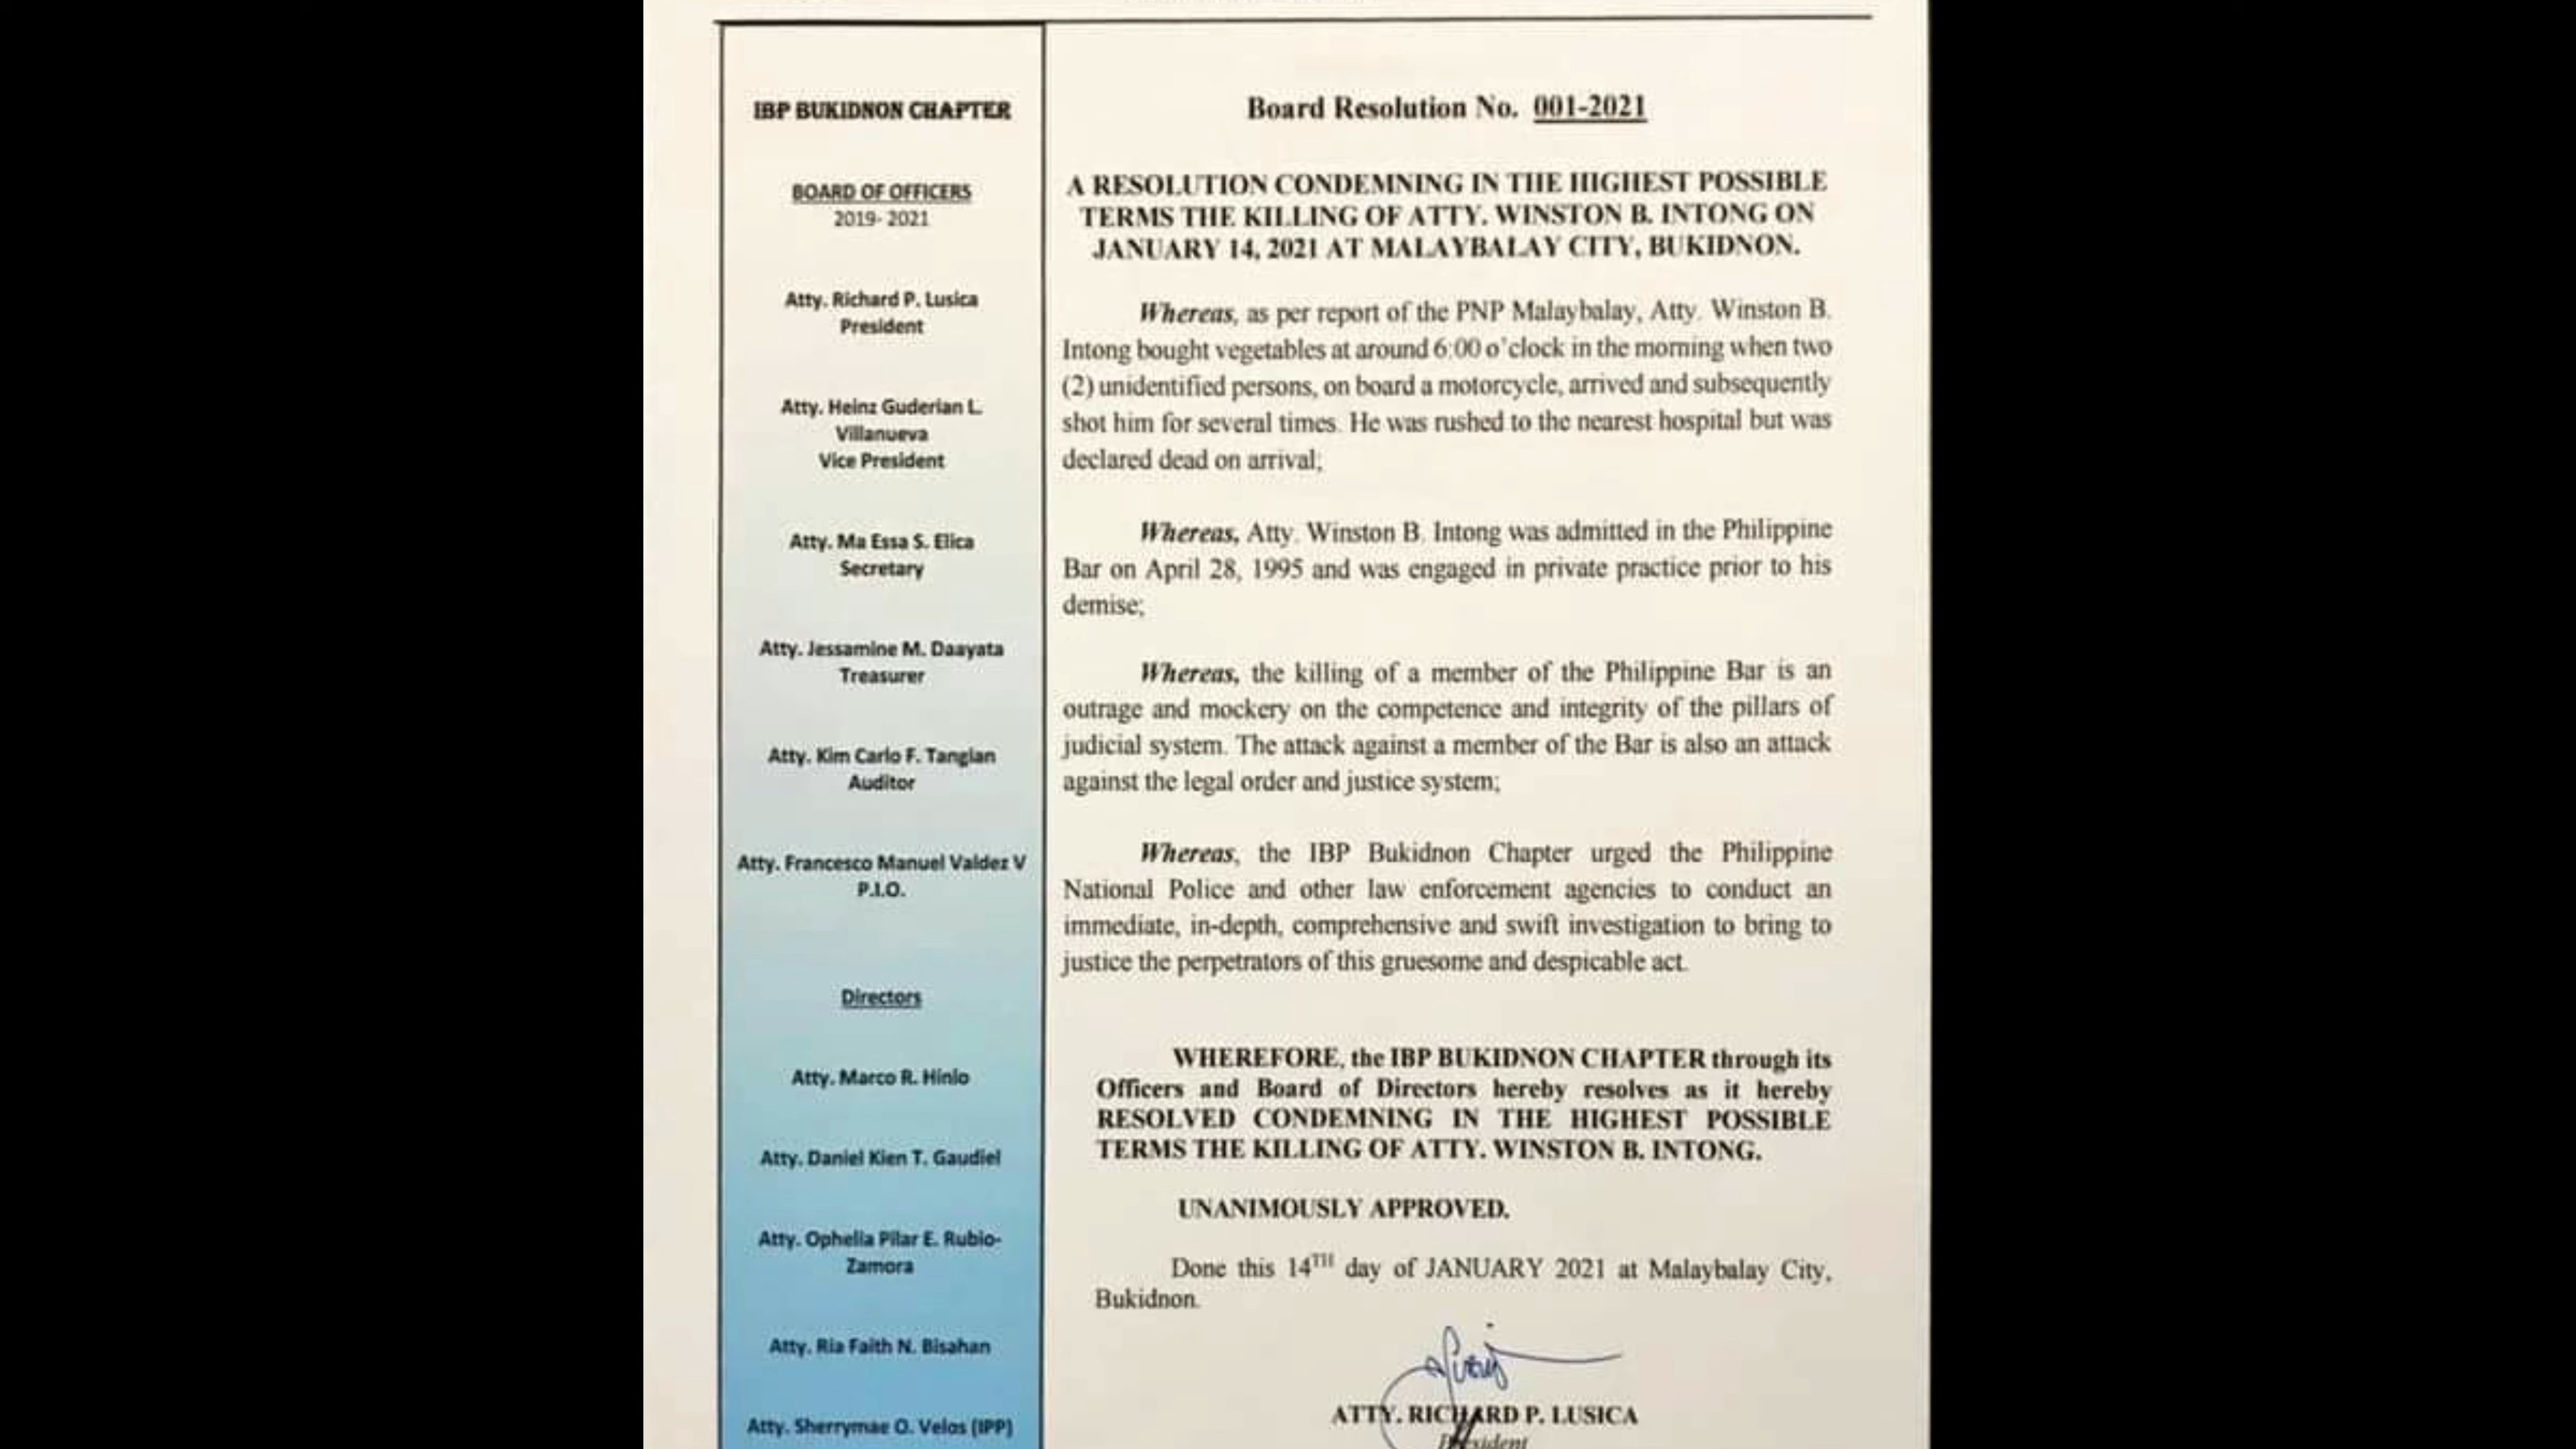 IBP BUKIDNON CHAPTER
BOARD OF OFFICERS
2019- 2021
Atty. Richard P. Lusica
President
Atty. Heinz Guderian L.
Villanueva
Vice President
Atty. Ma Essa S. Elica
Secretary
Atty. Jessamine M. Daayata
Treasurer
Atty. Kim Carlo F. Tangian
Auditor
Atty. Francesco Manuel Valdez V
P.I.O.
Directors
Atty. Marco R. Hinlo
Atty. Daniel Kien T. Gaudiel
Atty. Ophelia Pilar E. Rubio-
Zamora
Atty. Ria Faith N. Bisahan
Atty. Sherrymae O. Velos (IPP)
Board Resolution No. 001-2021
A RESOLUTION CONDEMNING IN THE HIGHEST POSSIBLE
TERMS THE KILLING OF ATTY. WINSTON B. INTONG ON
JANUARY 14, 2021 AT MALAYBALAY CITY, BUKIDNON.
Whereas, as per report of the PNP Malaybalay, Atty. Winston B.
Intong bought vegetables at around 6:00 o'clock in the morning when two
(2) unidentified persons, on board a motorcycle, arrived and subsequently
shot him for several times. He was rushed to the nearest hospital but was
declared dead on arrival;
Whereas, Atty. Winston B. Intong was admitted in the Philippine
Bar on April 28, 1995 and was engaged in private practice prior to his
demise;
Whereas, the killing of a member of the Philippine Bar is an
outrage and mockery on the competence and integrity of the pillars of
judicial system. The attack against a member of the Bar is also an attack
against the legal order and justice system;
Whereas, the IBP Bukidnon Chapter urged the Philippine
National Police and other law enforcement agencies to conduct an
immediate, in-depth, comprehensive and swift investigation to bring to
justice the perpetrators of this gruesome and despicable act.
WHEREFORE, the IBP BUKIDNON CHAPTER through its
Officers and Board of Directors hereby resolves as it hereby
RESOLVED CONDEMNING IN THE HIGHEST POSSIBLE
TERMS THE KILLING OF ATTY. WINSTON B. INTONG.
UNANIMOUSLY APPROVED.
Done this 14TH day of JANUARY 2021 at Malaybalay City,
Bukidnon.
ATTY. RICHARD P. LUSICA
President